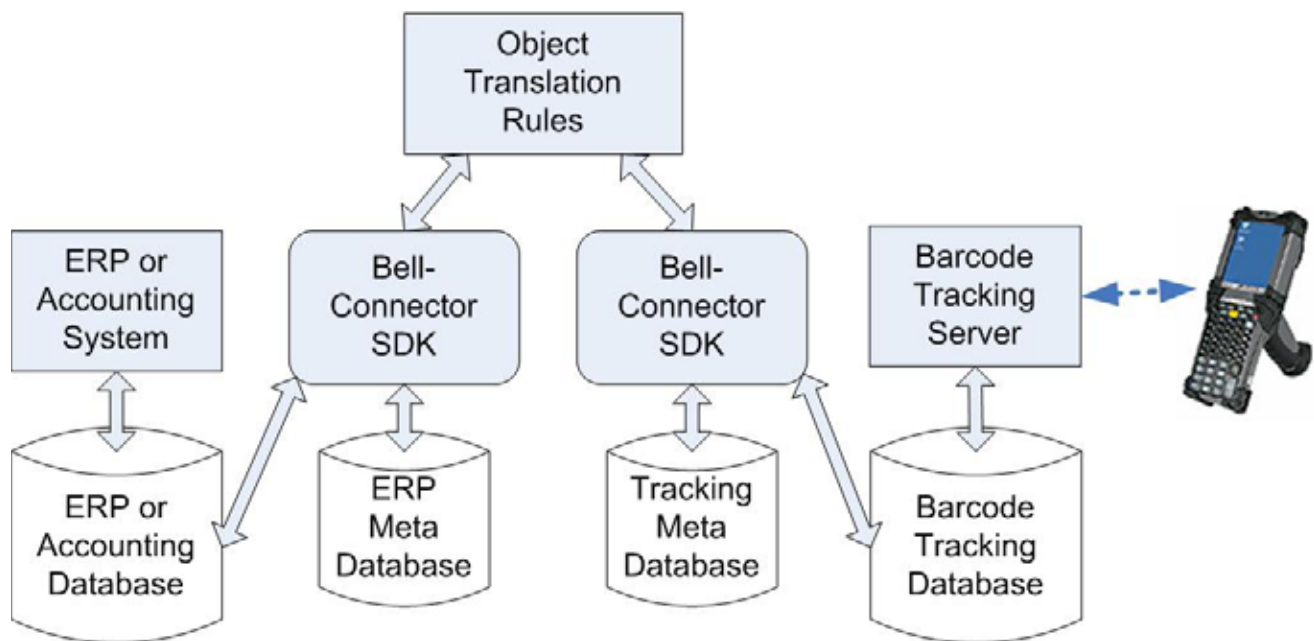 Object
Translation
Rules
ERP or
Accounting
System
Bell-
Connector
SDK
Bell-
Connector
SDK
Barcode
Tracking
Server
ERP or
Accounting
Database
ERP
Meta
Database
Tracking
Meta
Database
Barcode
Tracking
Database